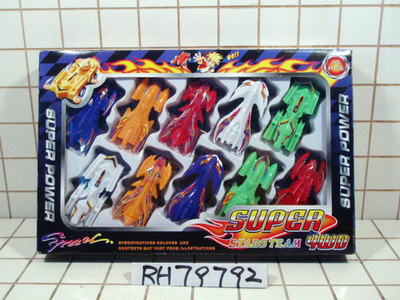 SUPER POWER
SUPER POWER
SUPER
STARS TEAM 4WD
SPECIFICATIONS COLOURS AND
CONTENTS MAY VARY FROM ILLUSTRATIONS
RH79792